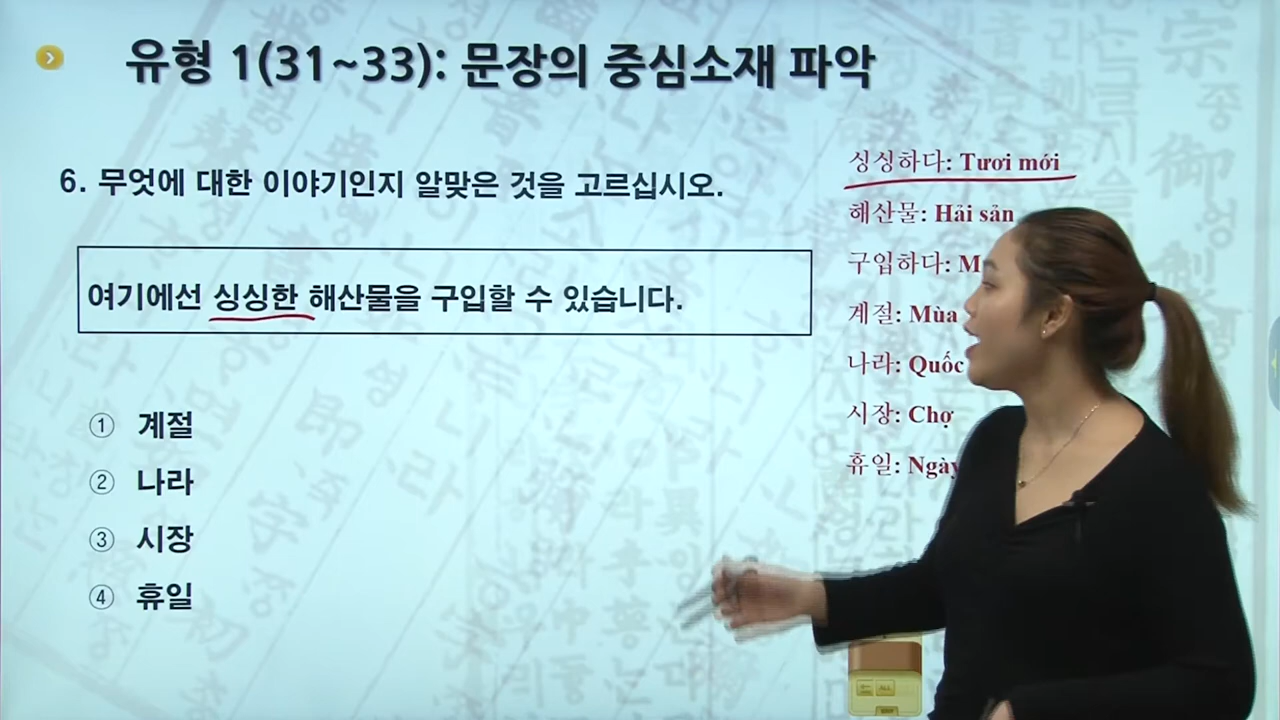 유형 1(31~33): 문장의 중심소재 파악
6. 무엇에 대한 이야기인지 알맞은 것을 고르십시오.
여기에선 싱싱한 해산물을 구입할 수 있습니다.
① 계절
② 나라
③ 시장
④ 휴일
싱싱하다: Tươi mới
해산물: Hải sản
구입하다:
계절: Mùa
나라: Quốc
시장: Chợ
휴일: Ngày